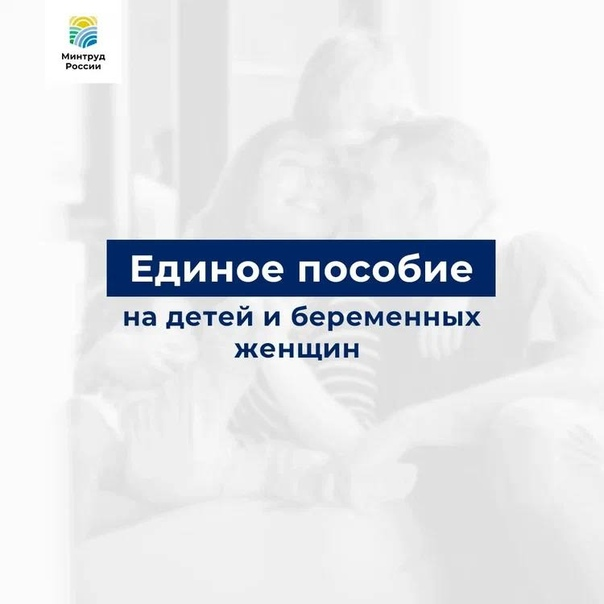 Минтруд
России
Единое пособие
на детей и беременных
женщин